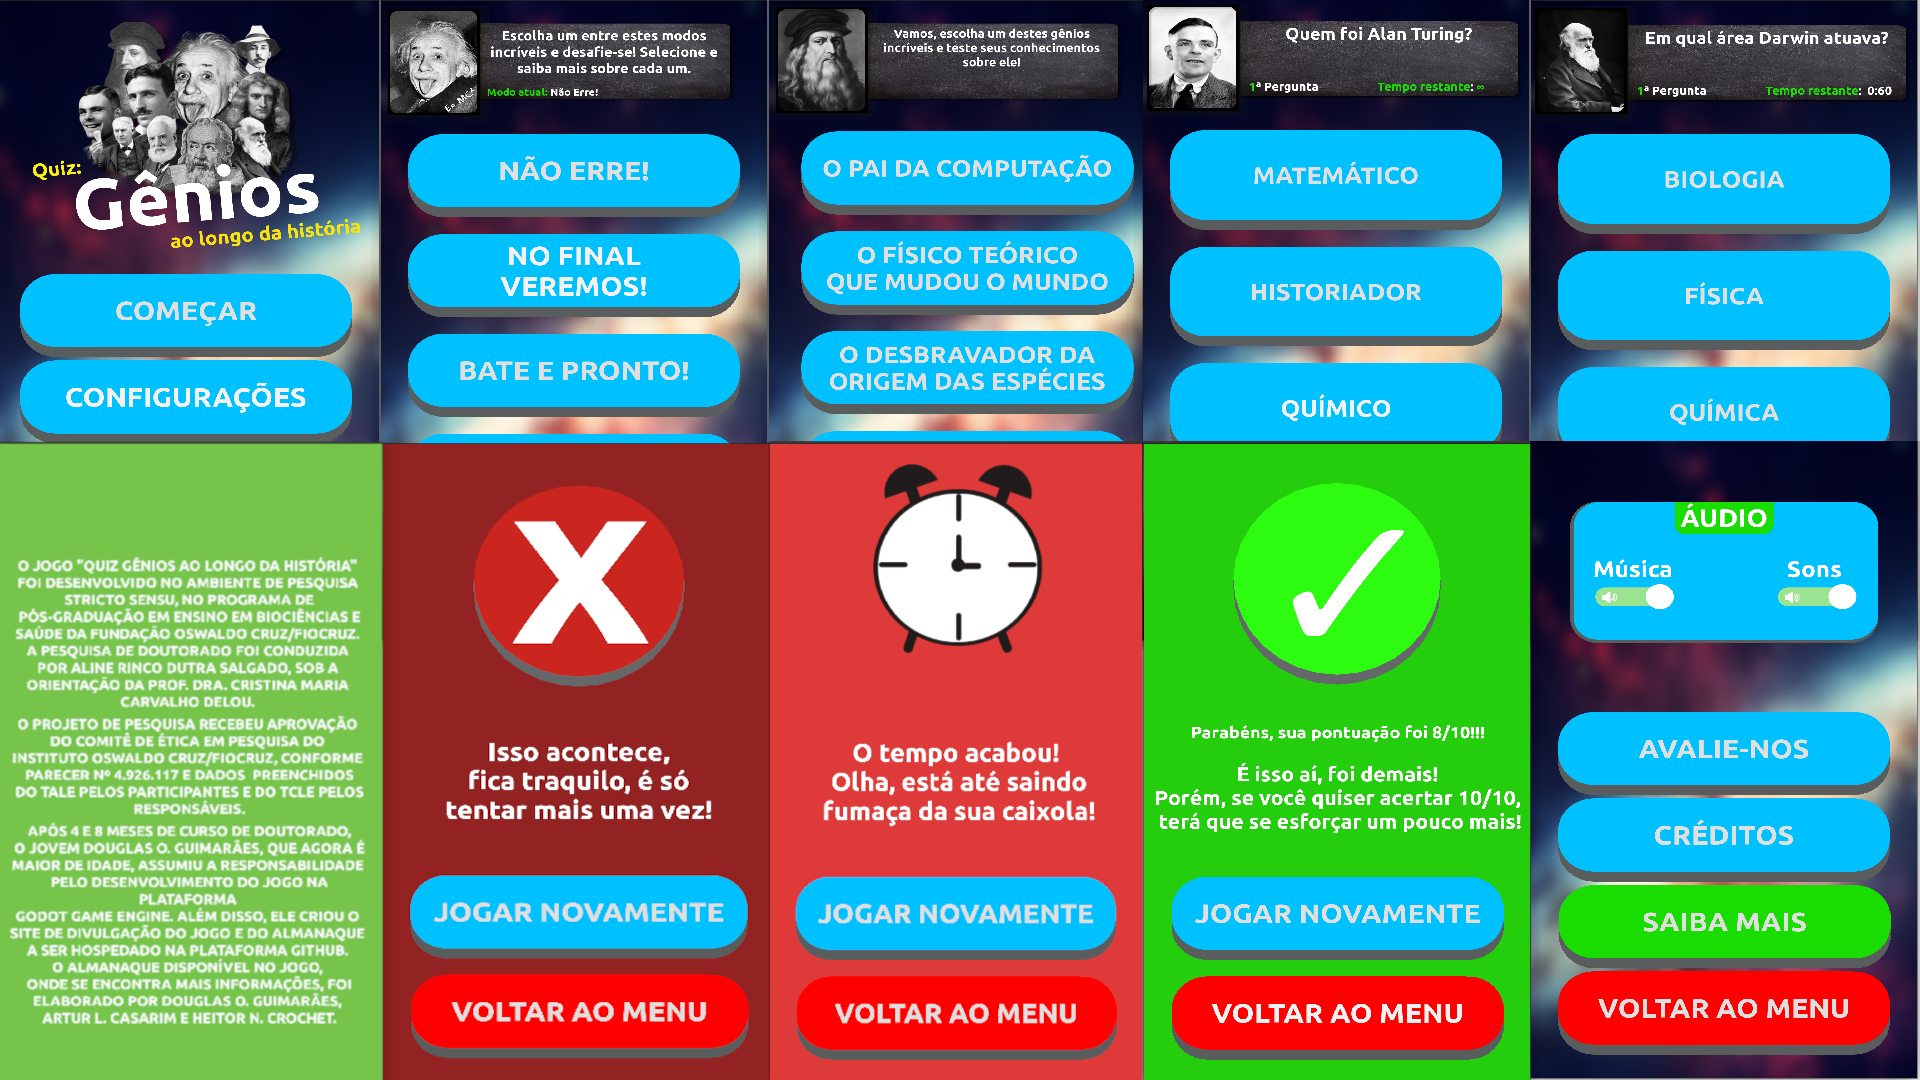 Quiz:
Gênios
ao longo da história
COMEÇAR
CONFIGURAÇÕES
Escolha um entre estes modos
incríveis e desafie-se! Selecione e
saiba mais sobre cada um.
Modo atual: Não Erre!
NÃO ERRE!
NO FINAL
VEREMOS!
BATE E PRONTO!
Vamos, escolha um destes gênios
incríveis e teste seus conhecimentos
sobre ele!
O PAI DA COMPUTAÇÃO
O FÍSICO TEÓRICO
QUE MUDOU O MUNDO
O DESBRAVADOR DA
ORIGEM DAS ESPÉCIES
Quem foi Alan Turing?
1ª Pergunta
Tempo restante: ∞
MATEMÁTICO
HISTORIADOR
QUÍMICO
Em qual área Darwin atuava?
1ª Pergunta
Tempo restante: 0:60
BIOLOGIA
FÍSICA
QUÍMICA
O JOGO "QUIZ GÊNIOS AO LONGO DA HISTÓRIA"
FOI DESENVOLVIDO NO AMBIENTE DE PESQUISA
STRICTO SENSU, NO PROGRAMA DE
PÓS-GRADUAÇÃO EM ENSINO EM BIOCIÊNCIAS E
SAÚDE DA FUNDAÇÃO OSWALDO CRUZ/FIOCRUZ.
A PESQUISA DE DOUTORADO FOI CONDUZIDA
POR ALINE RINCO DUTRA SALGADO, SOB A
ORIENTAÇÃO DA PROF. DRA. CRISTINA MARIA
CARVALHO DELOU.
O PROJETO DE PESQUISA RECEBEU APROVAÇÃO
DO COMITÊ DE ÉTICA EM PESQUISA DO
INSTITUTO OSWALDO CRUZ/FIOCRUZ, CONFORME
PARECER Nº 4.926.117 E DADOS PREENCHIDOS
DO TALE PELOS PARTICIPANTES E DO TCLE PELOS
RESPONSÁVEIS.
APÓS 4 E 8 MESES DE CURSO DE DOUTORADO,
O JOVEM DOUGLAS O. GUIMARÃES, QUE AGORA É
MAIOR DE IDADE, ASSUMIU A RESPONSABILIDADE
PELO DESENVOLVIMENTO DO JOGO NA
PLATAFORMA
GODOT GAME ENGINE. ALÉM DISSO, ELE CRIOU O
SITE DE DIVULGAÇÃO DO JOGO E DO ALMANAQUE
A SER HOSPEDADO NA PLATAFORMA GITHUB.
O ALMANAQUE DISPONÍVEL NO JOGO,
ONDE SE ENCONTRA MAIS INFORMAÇÕES, FOI
ELABORADO POR DOUGLAS O. GUIMARÃES,
ARTUR L. CASARIM E HEITOR N. CROCHET.
X
Isso acontece,
fica traquilo, é só
tentar mais uma vez!
JOGAR NOVAMENTE
VOLTAR AO MENU
O tempo acabou!
Olha, está até saindo
fumaça da sua caixola!
JOGAR NOVAMENTE
VOLTAR AO MENU
Parabéns, sua pontuação foi 8/10!!!
É isso aí, foi demais!
Porém, se você quiser acertar 10/10,
terá que se esforçar um pouco mais!
JOGAR NOVAMENTE
VOLTAR AO MENU
ÁUDIO
Música
Sons
AVALIE-NOS
CRÉDITOS
SAIBA MAIS
VOLTAR AO MENU